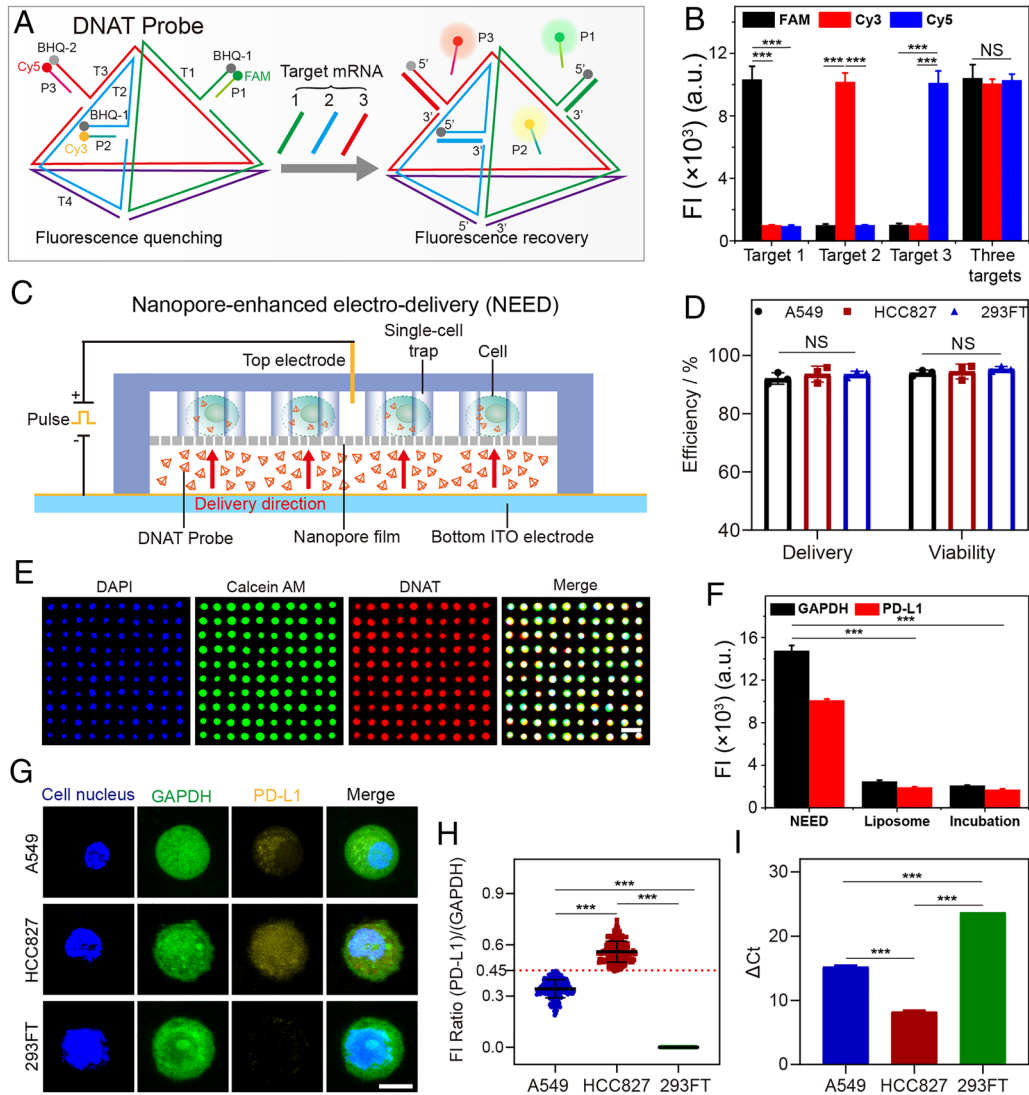 A
DNAT Probe
BHQ-2
Cy5
P3
T3
T2
T1
BHQ-1
FAM
P1
BHQ-1
Cy3
P2
T4
Fluorescence quenching
Target mRNA
1 2 3
P3
P1
5’
5’
3’
3’
5’
3’
P2
5’
3’
Fluorescence recovery
B
FAM Cy3 Cy5
FI (×10³) (a.u.)
12
8
4
0
***
***
*** ***
***
***
NS
Target 1 Target 2 Target 3 Three targets
C
Nanopore-enhanced electro-delivery (NEED)
Top electrode
Single-cell trap
Cell
+
Pulse
-
Delivery direction
DNAT Probe
Nanopore film
Bottom ITO electrode
D
A549 HCC827 293FT
Efficiency / %
100
80
60
40
NS
NS
Delivery Viability
E
DAPI Calcein AM DNAT Merge
F
GAPDH PD-L1
FI (×10³) (a.u.)
16
12
8
4
0
***
***
NEED Liposome Incubation
G
Cell nucleus GAPDH PD-L1 Merge
A549
HCC827
293FT
H
FI Ratio (PD-L1)/(GAPDH)
0.9
0.6
0.45
0.3
0.0
***
***
***
A549 HCC827 293FT
I
ΔCt
30
20
10
0
***
***
***
A549 HCC827 293FT